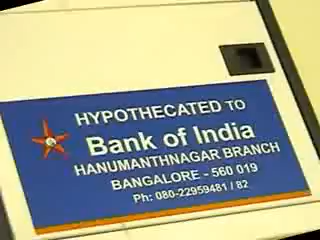 HYPOTHECATED TO
Bank of India
HANUMANTHNAGAR BRANCH
BANGALORE - 560 019
Ph: 080-22959481 / 82